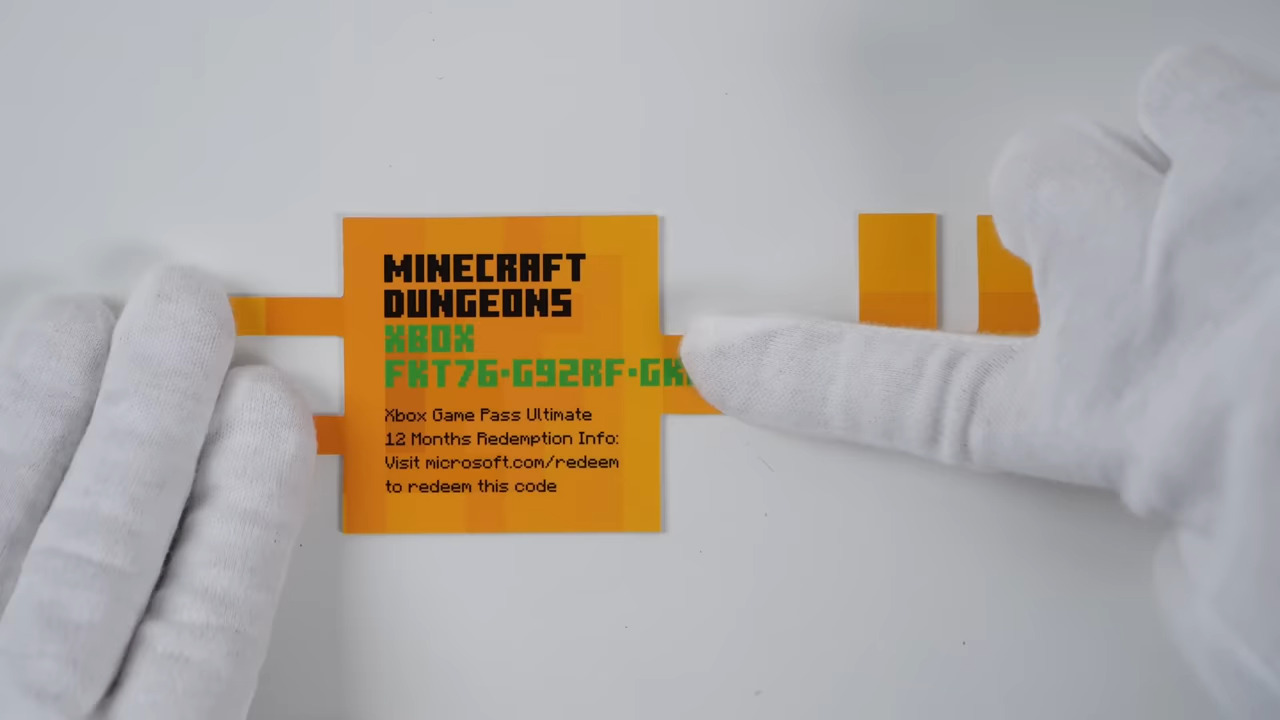 MINECRAFT
DUNGEONS
XBOX
FKT76•G92RF•GK
Xbox Game Pass Ultimate
12 Months Redemption Info:
Visit microsoft.com/redeem
to redeem this code